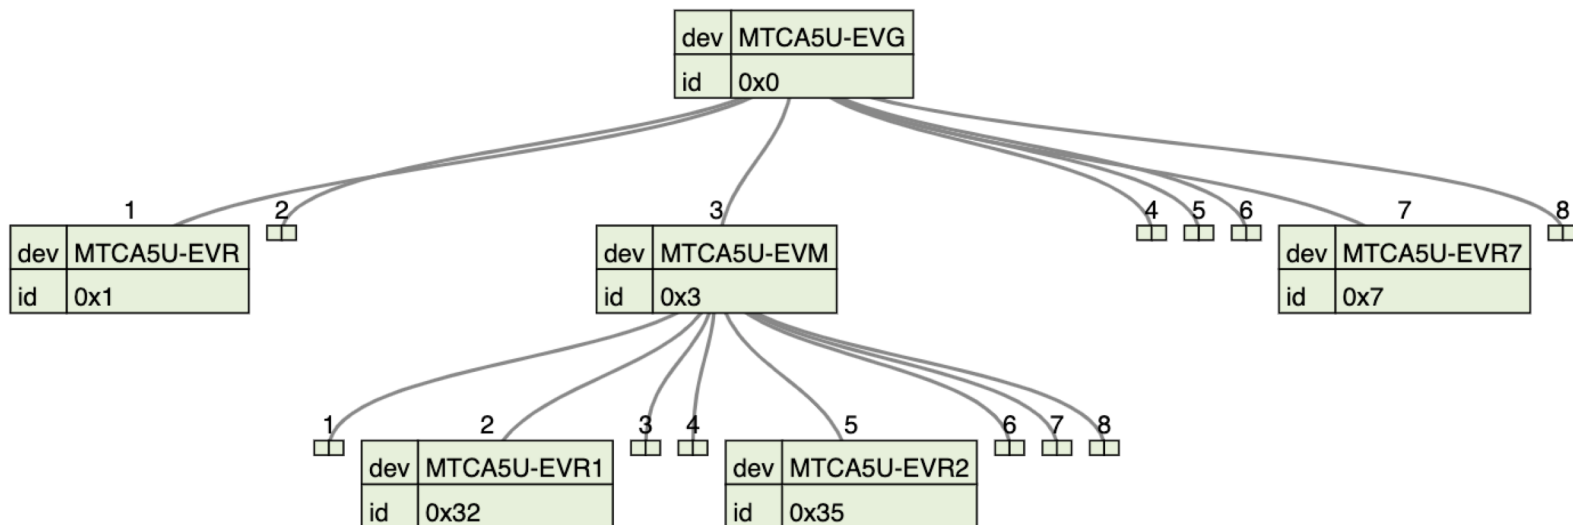 dev MTCA5U-EVG
id 0x0
1 2 3 4 5 6 7 8
dev MTCA5U-EVR dev MTCA5U-EVM dev MTCA5U-EVR7
id 0x1 id 0x3 id 0x7
1 2 3 4 5 6 7 8
dev MTCA5U-EVR1 dev MTCA5U-EVR2
id 0x32 id 0x35